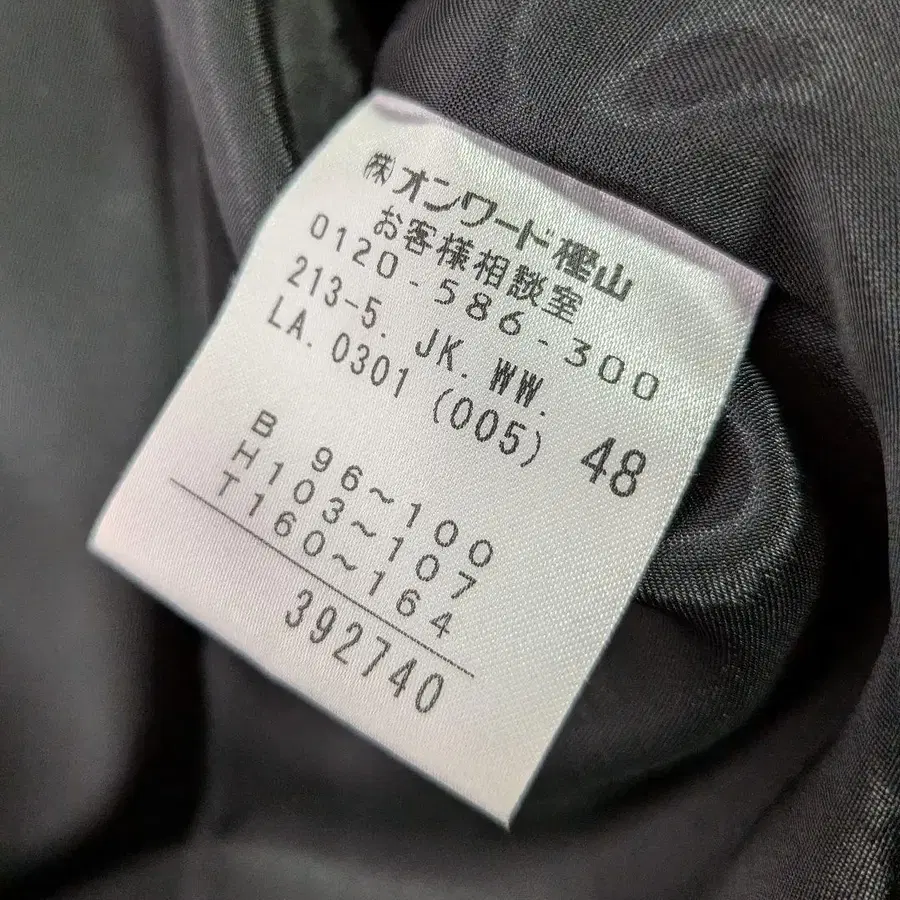 ㈱オンワード樫山
お客様相談室
0120-586-300
213-5. JK. WW.
LA. 0301 (005) 48
B 96～100
H103～107
T160～164
392740